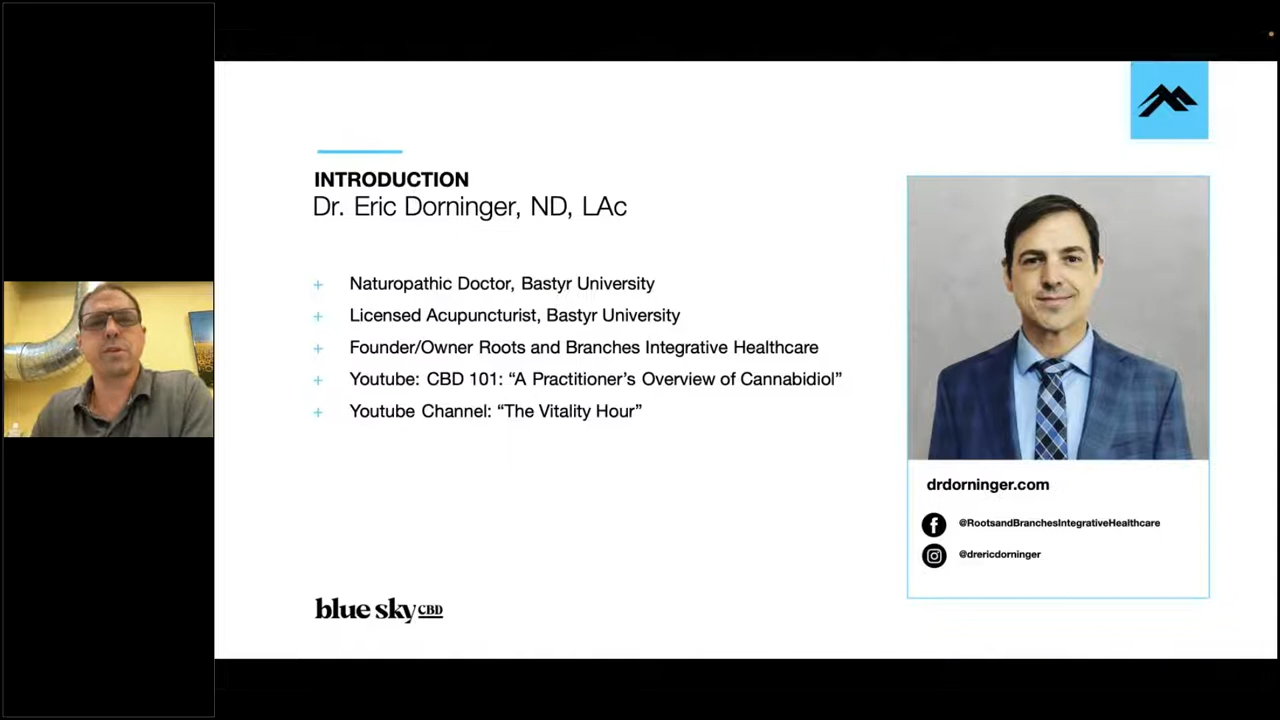 INTRODUCTION
Dr. Eric Dorninger, ND, LAc
+ Naturopathic Doctor, Bastyr University
+ Licensed Acupuncturist, Bastyr University
+ Founder/Owner Roots and Branches Integrative Healthcare
+ Youtube: CBD 101: “A Practitioner’s Overview of Cannabidiol”
+ Youtube Channel: “The Vitality Hour”
drdorninger.com
@RootsandBranchesIntegrativeHealthcare
@drericdorninger
blue sky CBD